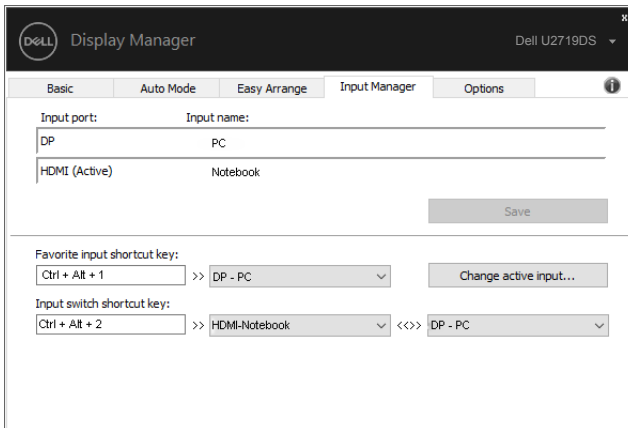 x
DELL Display Manager Dell U2719DS
Basic Auto Mode Easy Arrange Input Manager Options i
Input port: Input name:
DP PC
HDMI (Active) Notebook
Save
Favorite input shortcut key:
Ctrl + Alt + 1 >> DP - PC Change active input...
Input switch shortcut key:
Ctrl + Alt + 2 >> HDMI-Notebook <<>> DP - PC